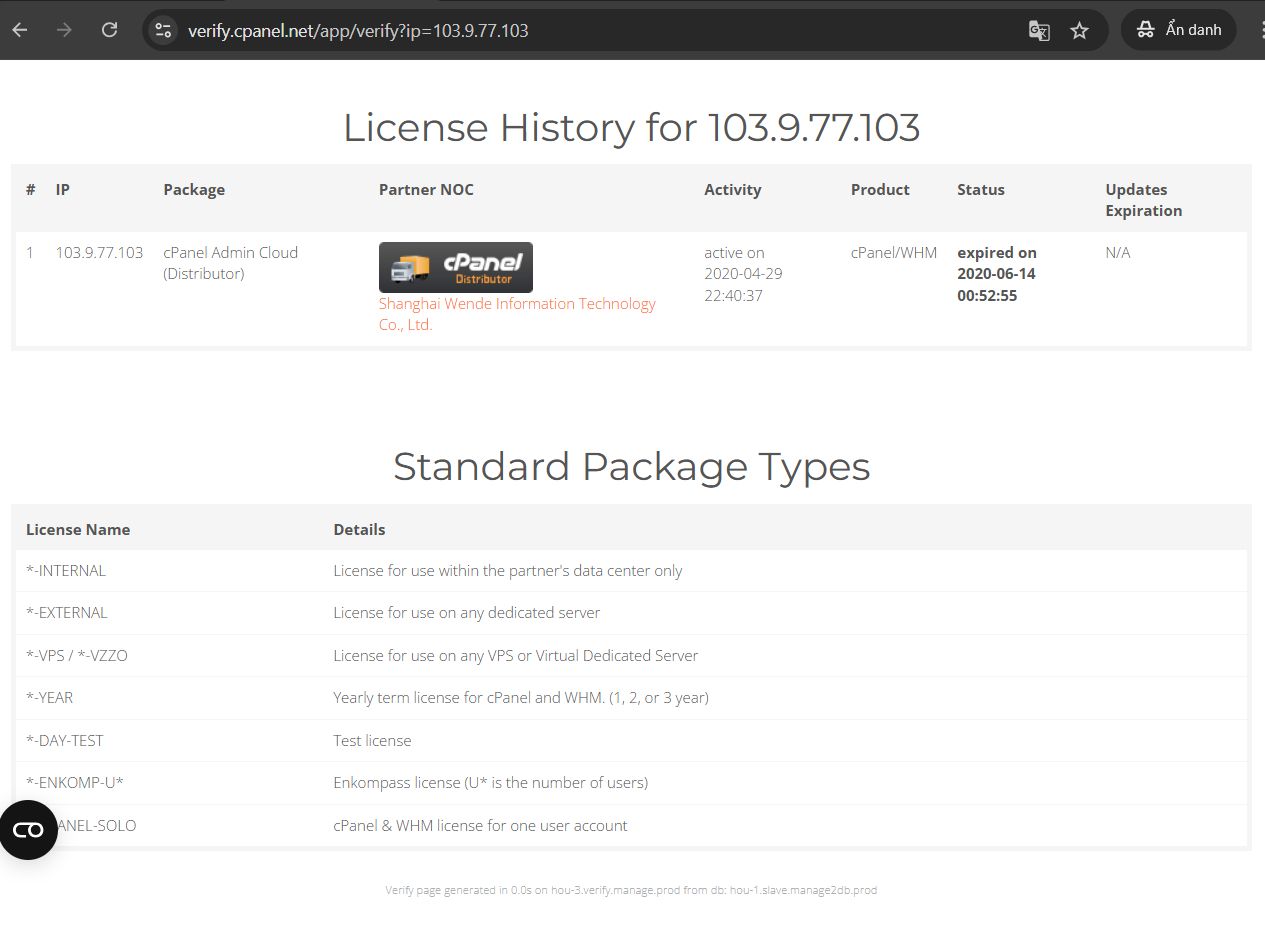 verify.cpanel.net/app/verify?ip=103.9.77.103
Ẩn danh
License History for 103.9.77.103
# IP Package Partner NOC Activity Product Status Updates Expiration
1 103.9.77.103 cPanel Admin Cloud (Distributor)
cPanel
Distributor
Shanghai Wende Information Technology
Co., Ltd.
active on
2020-04-29
22:40:37
cPanel/WHM
expired on
2020-06-14
00:52:55
N/A
Standard Package Types
License Name Details
*-INTERNAL License for use within the partner's data center only
*-EXTERNAL License for use on any dedicated server
*-VPS / *-VZZO License for use on any VPS or Virtual Dedicated Server
*-YEAR Yearly term license for cPanel and WHM. (1, 2, or 3 year)
*-DAY-TEST Test license
*-ENKOMP-U* Enkompass license (U* is the number of users)
ANEL-SOLO cPanel & WHM license for one user account
Verify page generated in 0.0s on hou-3.verify.manage.prod from db: hou-1.slave.manage2db.prod